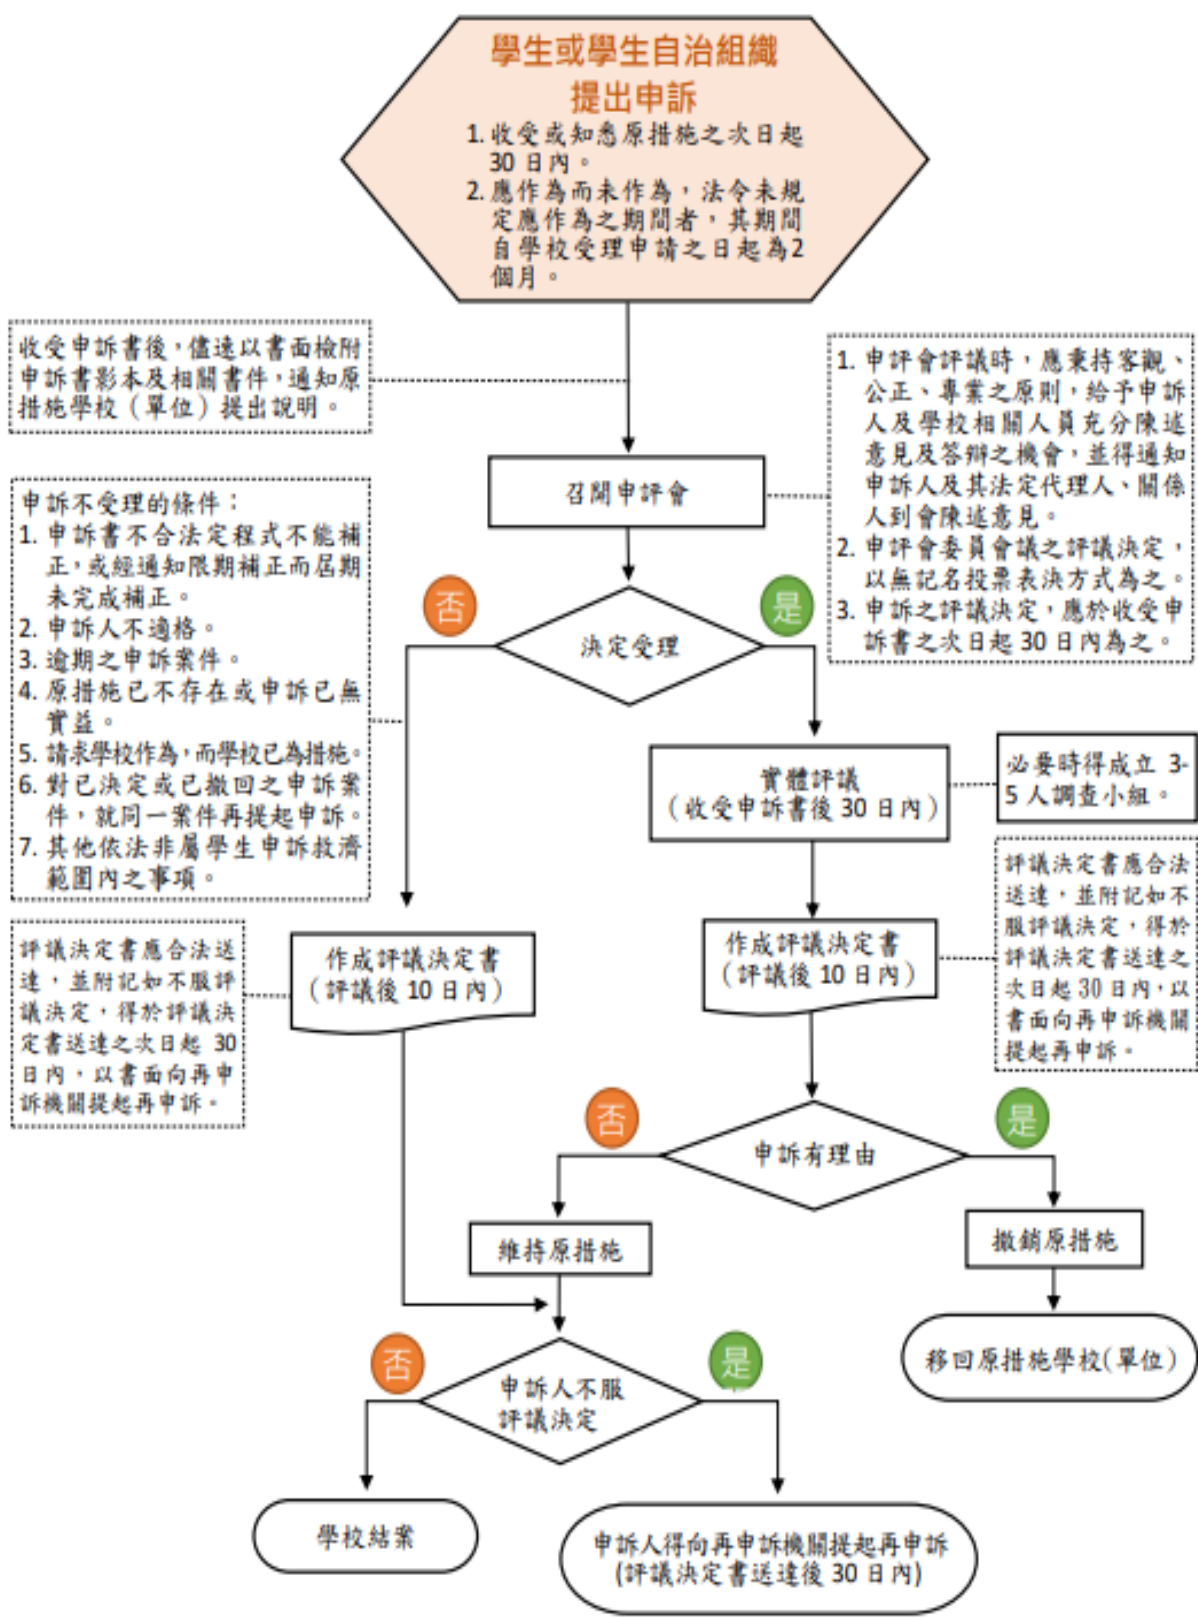 學生或學生自治組織
提出申訴
1. 收受或知悉原措施之次日起
30 日內。
2. 應作為而未作為，法令未規
定應作為之期間者，其期間
自學校受理申請之日起為2
個月。
收受申訴書後，儘速以書面檢附
申訴書影本及相關書件，通知原
措施學校（單位）提出說明。
1. 申評會評議時，應秉持客觀、
公正、專業之原則，給予申訴
人及學校相關人員充分陳述
意見及答辯之機會，並得通知
申訴人及其法定代理人、關係
人到會陳述意見。
2. 申評會委員會議之評議決定，
以無記名投票表決方式為之。
3. 申訴之評議決定，應於收受申
訴書之次日起 30 日內為之。
召開申評會
申訴不受理的條件：
1. 申訴書不合法定程式不能補
正，或經通知限期補正而屆期
未完成補正。
2. 申訴人不適格。
3. 逾期之申訴案件。
4. 原措施已不存在或申訴已無
實益。
5. 請求學校作為，而學校已為措施。
6. 對已決定或已撤回之申訴案
件，就同一案件再提起申訴。
7. 其他依法非屬學生申訴救濟
範圍內之事項。
否
是
決定受理
實體評議
（收受申訴書後 30 日內）
必要時得成立 3-
5 人調查小組。
評議決定書應合法送
達，並附記如不服評
議決定，得於評議決
定書送達之次日起 30
日內，以書面向再申
訴機關提起再申訴。
作成評議決定書
（評議後 10 日內）
作成評議決定書
（評議後 10 日內）
評議決定書應合法
送達，並附記如不
服評議決定，得於
評議決定書送達之
次日起 30 日內，以
書面向再申訴機關
提起再申訴。
否
是
申訴有理由
維持原措施
撤銷原措施
移回原措施學校(單位)
否
是
申訴人不服
評議決定
學校結案
申訴人得向再申訴機關提起再申訴
(評議決定書送達後 30 日內)